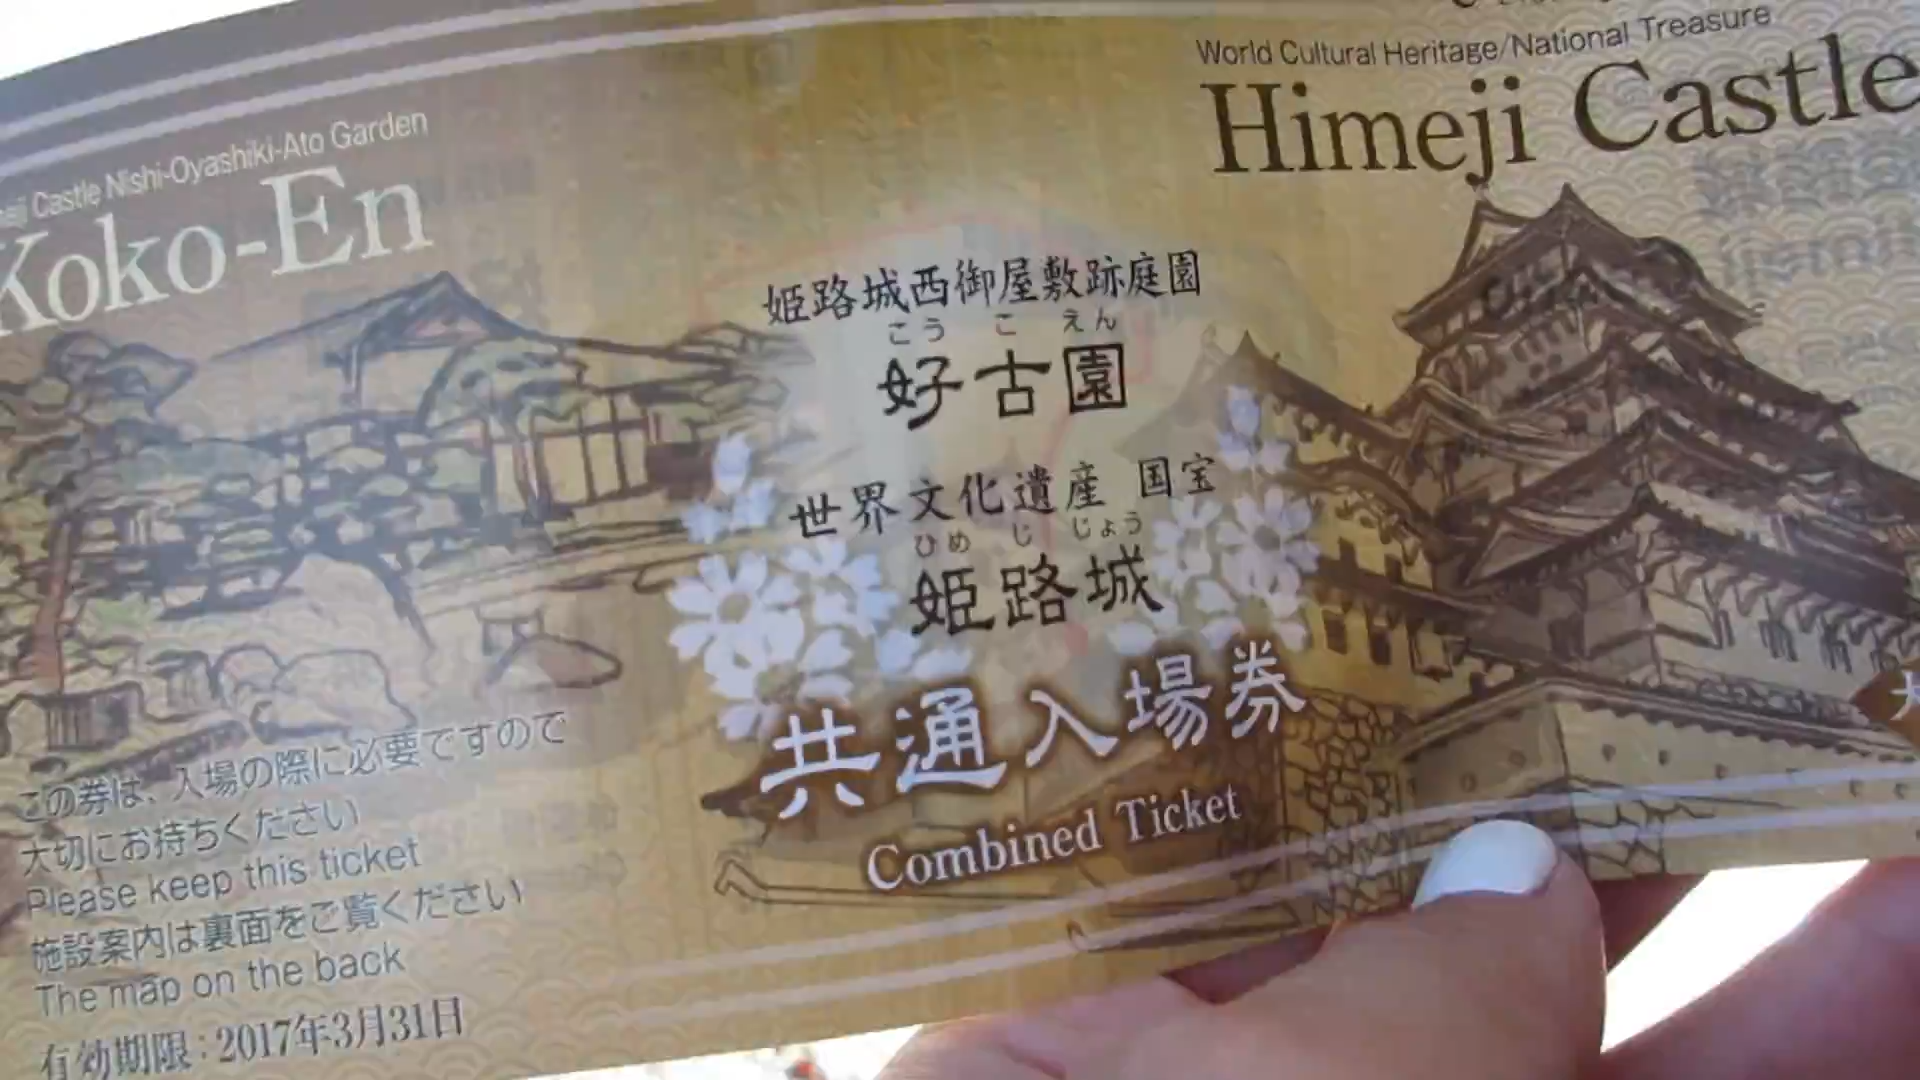 Castle Nishi-Oyashiki-Ato Garden
Koko-En
World Cultural Heritage/National Treasure
Himeji Castle
姫路城西御屋敷跡庭園
こう こ えん
好古園
世界文化遺産 国宝
ひめ じ じょう
姫路城
共通入場券
Combined Ticket
この券は、入場の際に必要ですので
大切にお持ちください
Please keep this ticket
施設案内は裏面をご覧ください
The map on the back
有効期限:2017年3月31日